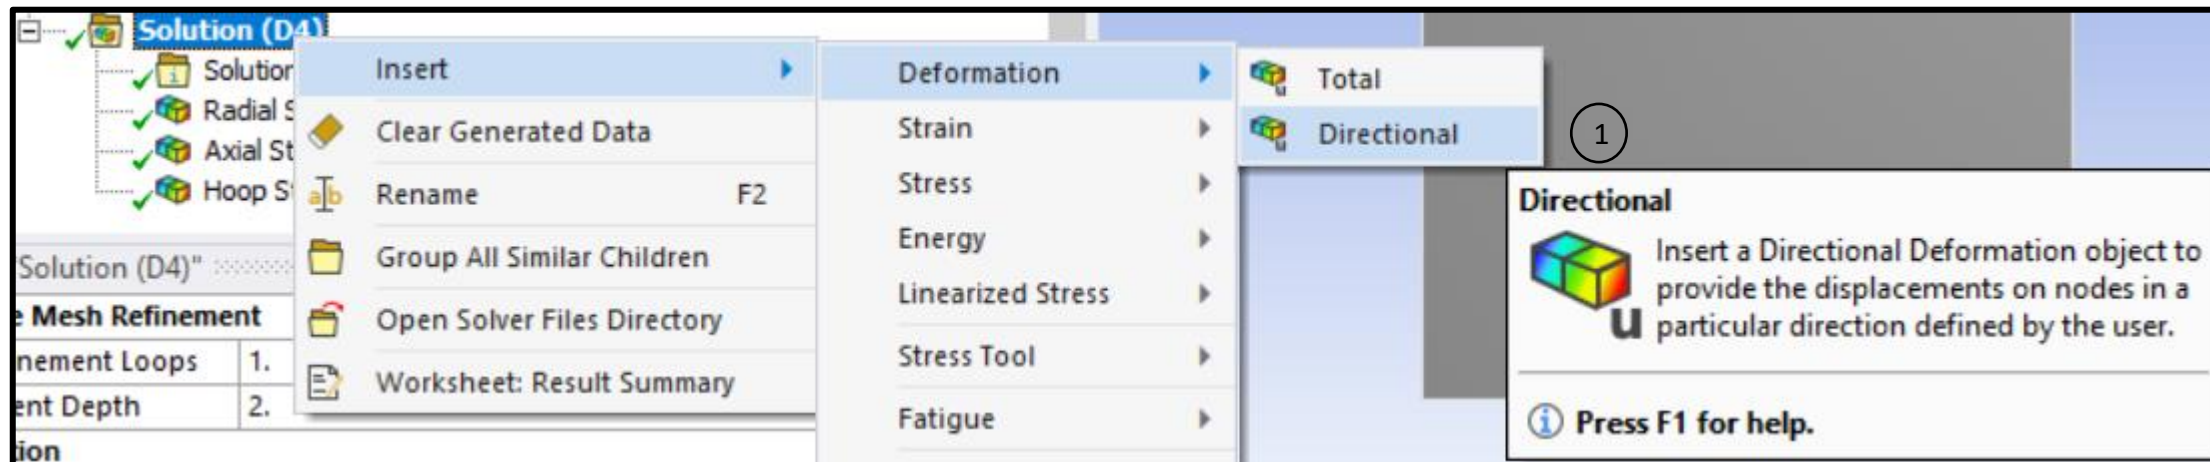 Solution (D4)
Solution
Radial S
Axial St
Hoop S
"Solution (D4)"
e Mesh Refinement
nement Loops 1.
ent Depth 2.
tion
Insert
Clear Generated Data
Rename F2
Group All Similar Children
Open Solver Files Directory
Worksheet: Result Summary
Deformation
Strain
Stress
Energy
Linearized Stress
Stress Tool
Fatigue
Total
Directional
1
Directional
Insert a Directional Deformation object to
provide the displacements on nodes in a
particular direction defined by the user.
Press F1 for help.